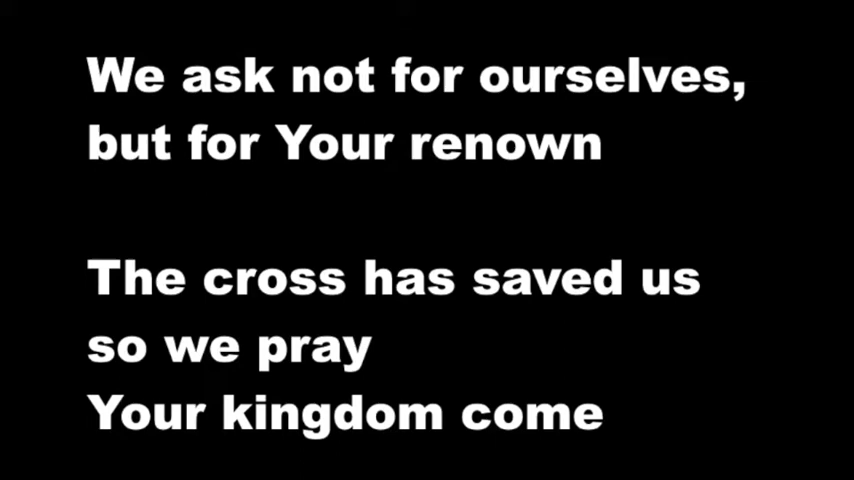 We ask not for ourselves,
but for Your renown
The cross has saved us
so we pray
Your kingdom come